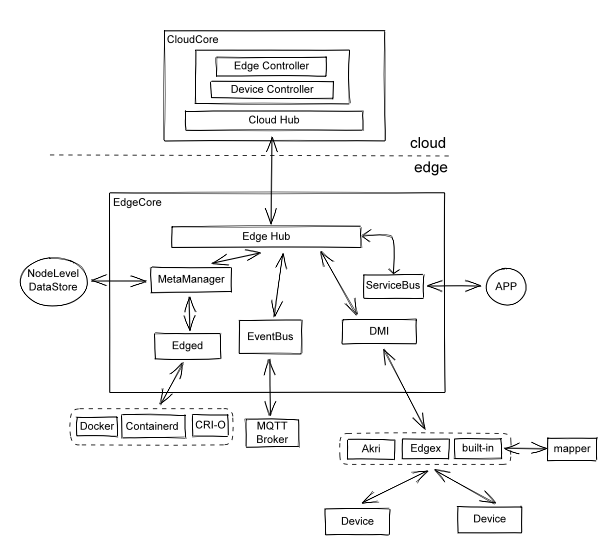 CloudCore
Edge Controller
Device Controller
Cloud Hub
cloud
edge
EdgeCore
Edge Hub
NodeLevel
DataStore
MetaManager
ServiceBus
APP
Edged
EventBus
DMI
Docker
Containerd
CRI-O
MQTT
Broker
Akri
Edgex
built-in
mapper
Device
Device